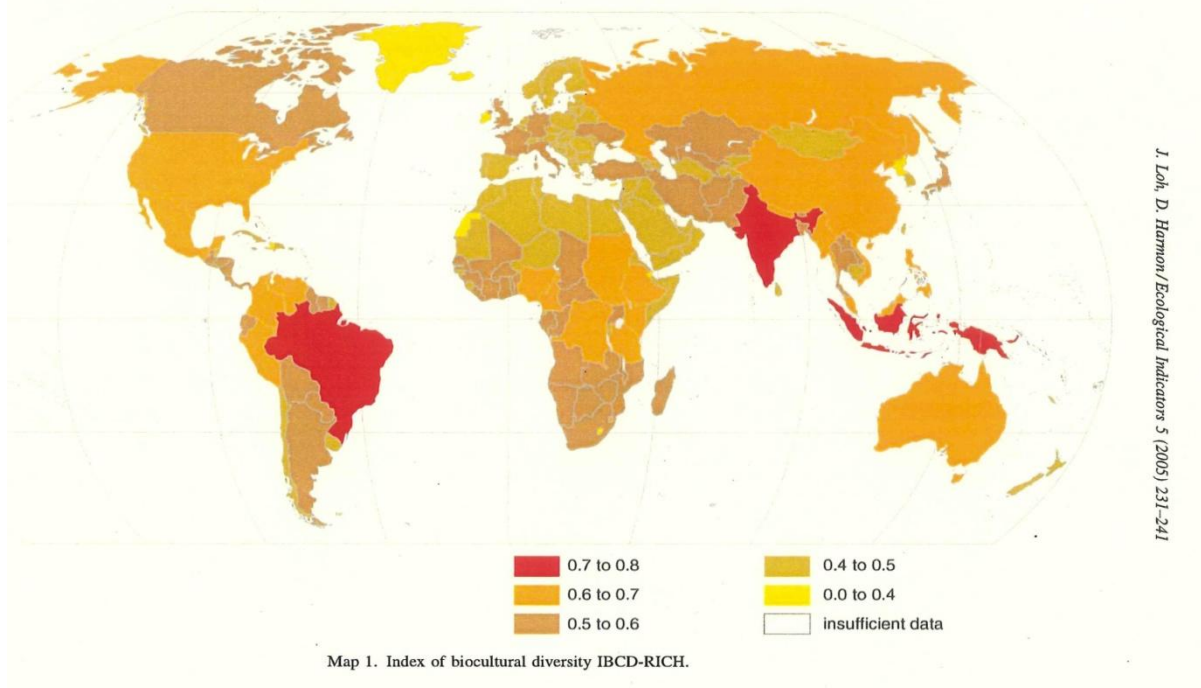 J. Loh, D. Harmon / Ecological Indicators 5 (2005) 231–241
0.7 to 0.8
0.6 to 0.7
0.5 to 0.6
0.4 to 0.5
0.0 to 0.4
insufficient data
Map 1. Index of biocultural diversity IBCD-RICH.